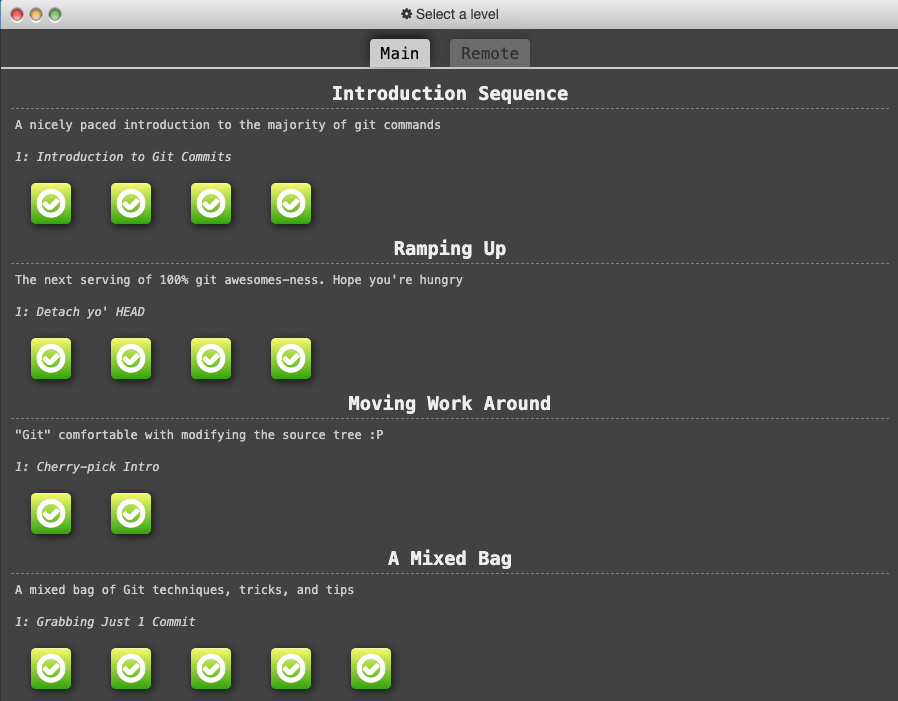 Select a level
Main Remote
Introduction Sequence
A nicely paced introduction to the majority of git commands
1: Introduction to Git Commits
Ramping Up
The next serving of 100% git awesomes-ness. Hope you're hungry
1: Detach yo' HEAD
Moving Work Around
"Git" comfortable with modifying the source tree :P
1: Cherry-pick Intro
A Mixed Bag
A mixed bag of Git techniques, tricks, and tips
1: Grabbing Just 1 Commit